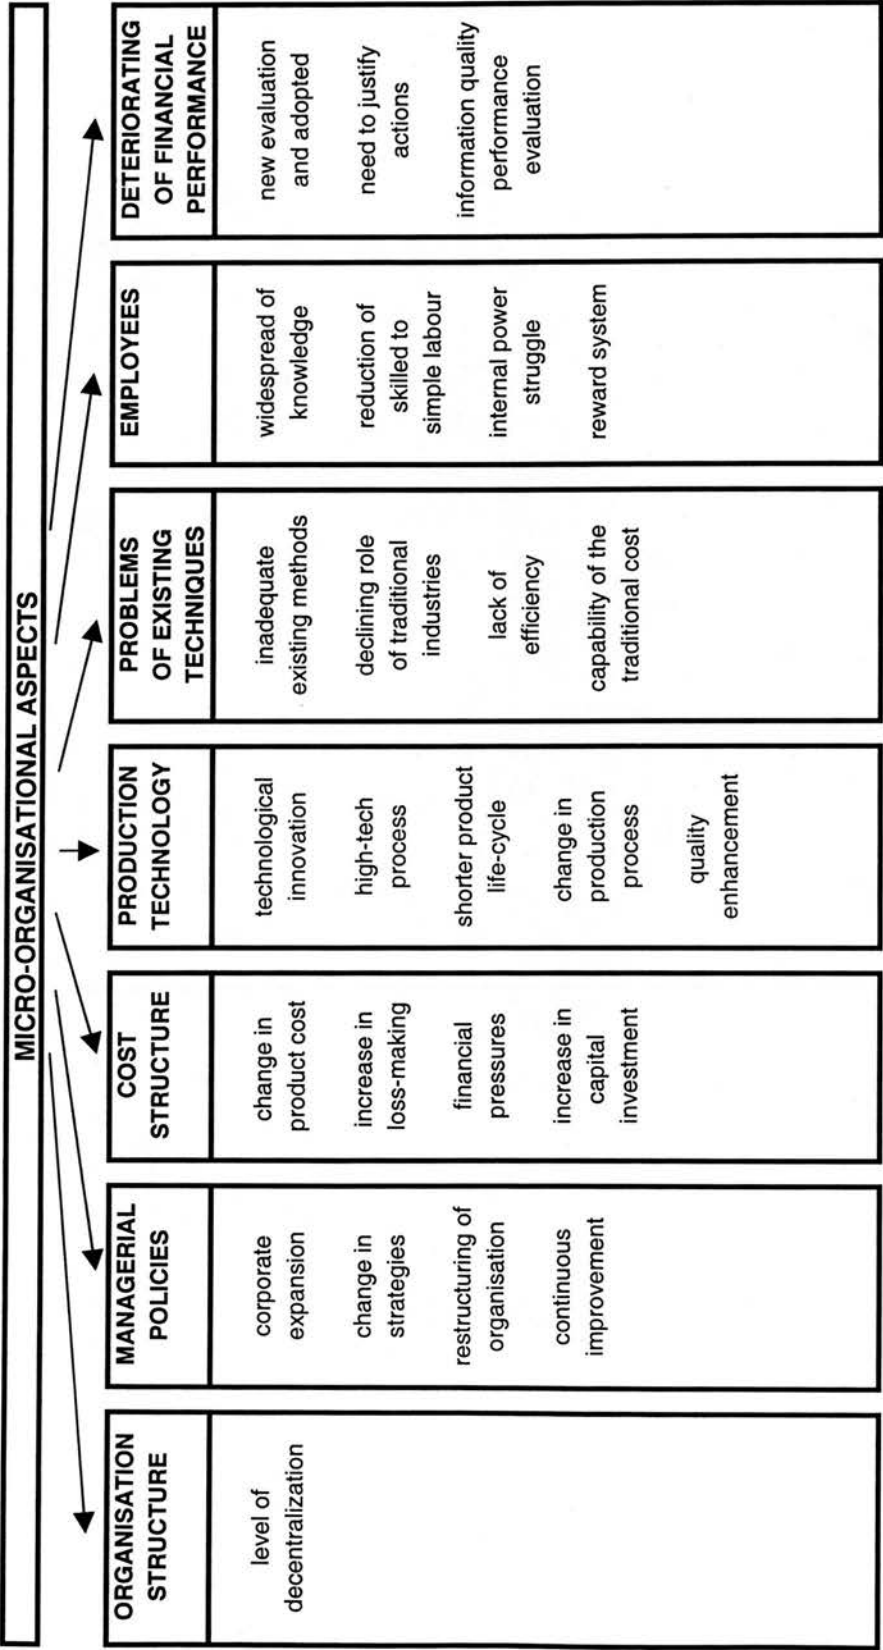 MICRO-ORGANISATIONAL ASPECTS
ORGANISATION
STRUCTURE
level of
decentralization
MANAGERIAL
POLICIES
corporate
expansion
change in
strategies
restructuring of
organisation
continuous
improvement
COST
STRUCTURE
change in
product cost
increase in
loss-making
financial
pressures
increase in
capital
investment
PRODUCTION
TECHNOLOGY
technological
innovation
high-tech
process
shorter product
life-cycle
change in
production
process
quality
enhancement
PROBLEMS
OF EXISTING
TECHNIQUES
inadequate
existing methods
declining role
of traditional
industries
lack of
efficiency
capability of the
traditional cost
EMPLOYEES
widespread of
knowledge
reduction of
skilled to
simple labour
internal power
struggle
reward system
DETERIORATING
OF FINANCIAL
PERFORMANCE
new evaluation
and adopted
need to justify
actions
information quality
performance
evaluation